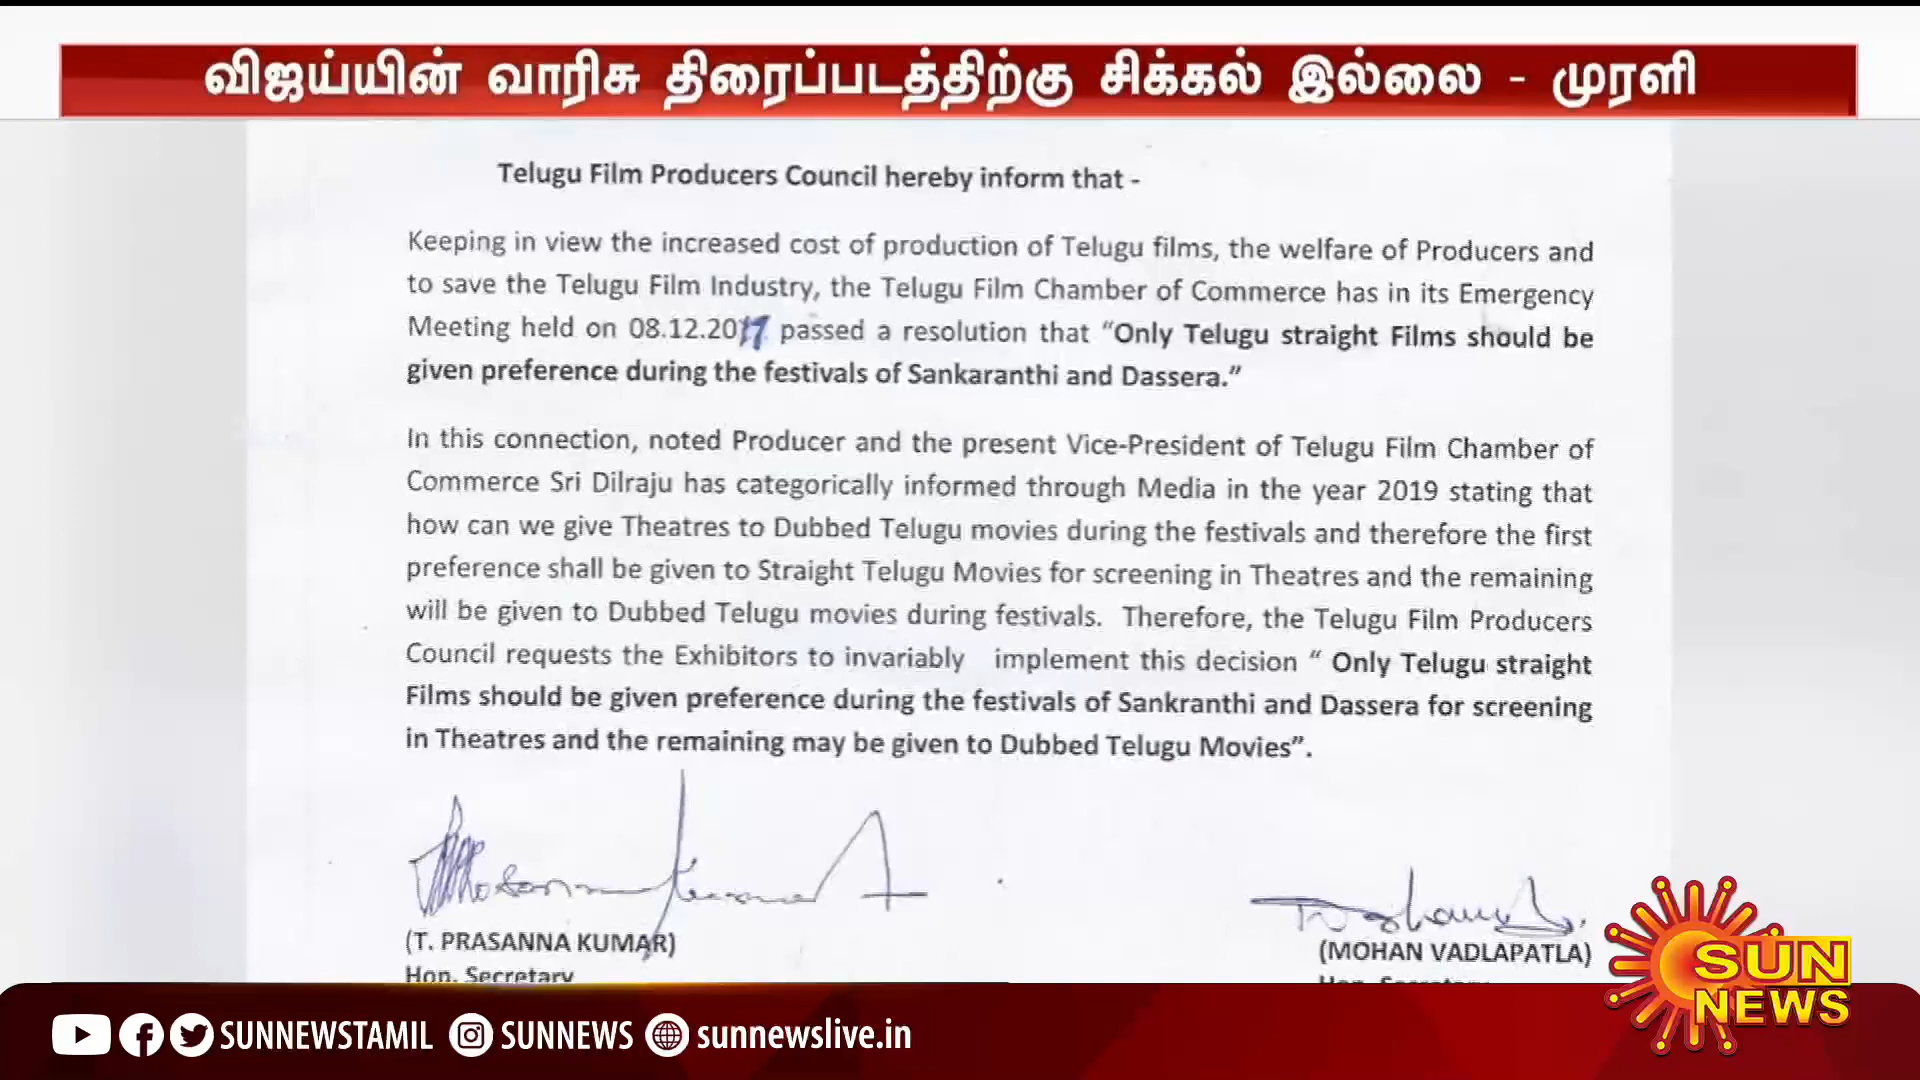 விஜய்யின் வாரிசு திரைப்படத்திற்கு சிக்கல் இல்லை - முரளி
Telugu Film Producers Council hereby inform that -
Keeping in view the increased cost of production of Telugu films, the welfare of Producers and
to save the Telugu Film Industry, the Telugu Film Chamber of Commerce has in its Emergency
Meeting held on 08.12.2017 passed a resolution that “Only Telugu straight Films should be
given preference during the festivals of Sankaranthi and Dassera.”
In this connection, noted Producer and the present Vice-President of Telugu Film Chamber of
Commerce Sri Dilraju has categorically informed through Media in the year 2019 stating that
how can we give Theatres to Dubbed Telugu movies during the festivals and therefore the first
preference shall be given to Straight Telugu Movies for screening in Theatres and the remaining
will be given to Dubbed Telugu movies during festivals. Therefore, the Telugu Film Producers
Council requests the Exhibitors to invariably implement this decision “ Only Telugu straight
Films should be given preference during the festivals of Sankranthi and Dassera for screening
in Theatres and the remaining may be given to Dubbed Telugu Movies”.
(T. PRASANNA KUMAR)
(MOHAN VADLAPATLA)
Hon. Secretary
Hon. Secretary
SUN
NEWS
SUNNEWSTAMIL SUNNEWS sunnewslive.in